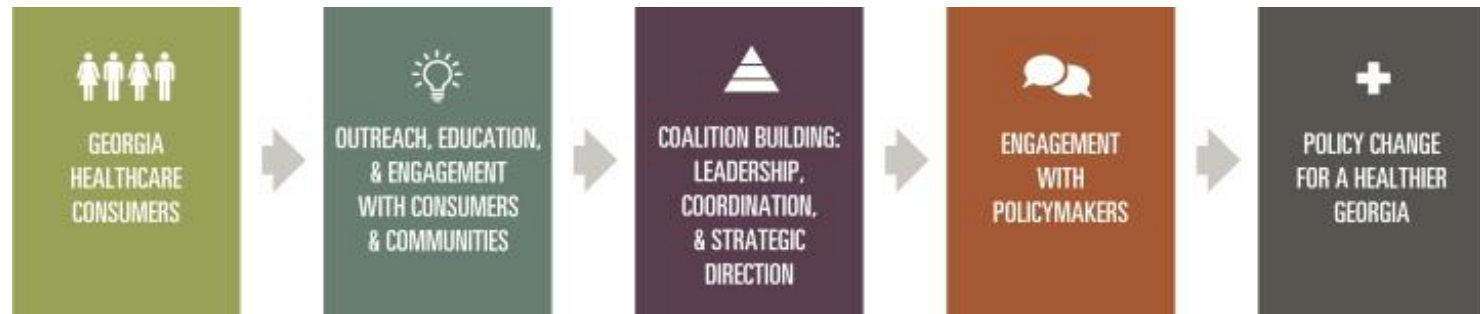 GEORGIA
HEALTHCARE
CONSUMERS
OUTREACH, EDUCATION,
& ENGAGEMENT
WITH CONSUMERS
& COMMUNITIES
COALITION BUILDING:
LEADERSHIP,
COORDINATION,
& STRATEGIC
DIRECTION
ENGAGEMENT
WITH
POLICYMAKERS
POLICY CHANGE
FOR A HEALTHIER
GEORGIA